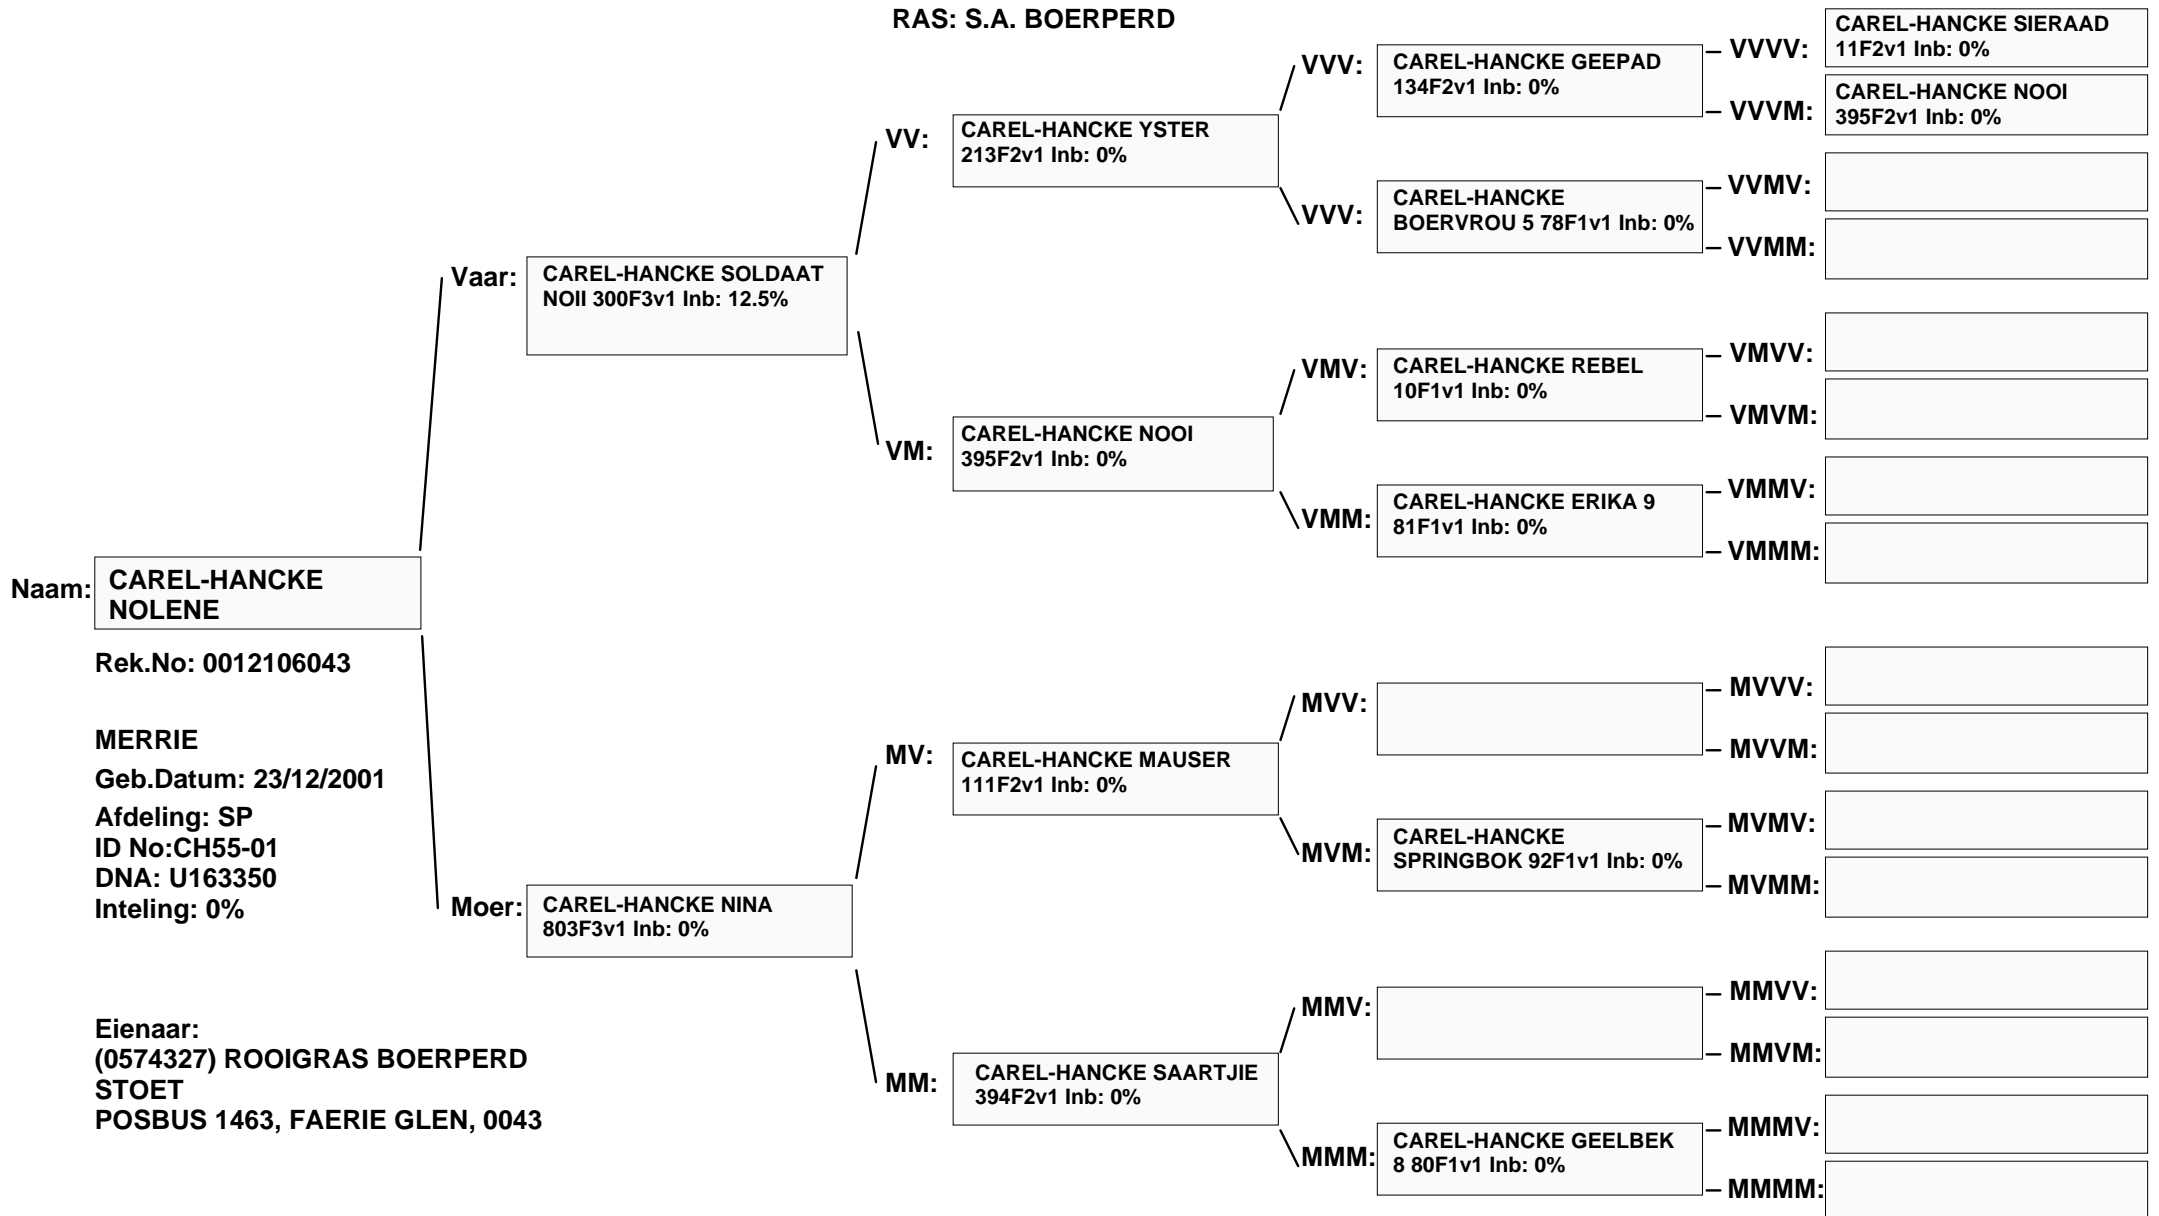 RAS: S.A. BOERPERD
Naam:
CAREL-HANCKE
NOLENE
Rek.No: 0012106043
MERRIE
Geb.Datum: 23/12/2001
Afdeling: SP
ID No:CH55-01
DNA: U163350
Inteling: 0%
Eienaar:
(0574327) ROOIGRAS BOERPERD
STOET
POSBUS 1463, FAERIE GLEN, 0043
Vaar:
CAREL-HANCKE SOLDAAT
NOII 300F3v1 Inb: 12.5%
Moer:
CAREL-HANCKE NINA
803F3v1 Inb: 0%
VV:
CAREL-HANCKE YSTER
213F2v1 Inb: 0%
VM:
CAREL-HANCKE NOOI
395F2v1 Inb: 0%
MV:
CAREL-HANCKE MAUSER
111F2v1 Inb: 0%
MM:
CAREL-HANCKE SAARTJIE
394F2v1 Inb: 0%
VVV:
CAREL-HANCKE GEEPAD
134F2v1 Inb: 0%
VVV:
CAREL-HANCKE
BOERVROU 5 78F1v1 Inb: 0%
VMV:
CAREL-HANCKE REBEL
10F1v1 Inb: 0%
VMM:
CAREL-HANCKE ERIKA 9
81F1v1 Inb: 0%
MVV:
MVM:
CAREL-HANCKE
SPRINGBOK 92F1v1 Inb: 0%
MMV:
MMM:
CAREL-HANCKE GEELBEK
8 80F1v1 Inb: 0%
VVVV:
CAREL-HANCKE SIERAAD
11F2v1 Inb: 0%
VVVM:
CAREL-HANCKE NOOI
395F2v1 Inb: 0%
VVMV:
VVMM:
VMVV:
VMVM:
VMMV:
VMMM:
MVVV:
MVVM:
MVMV:
MVMM:
MMVV:
MMVM:
MMMV:
MMMM: